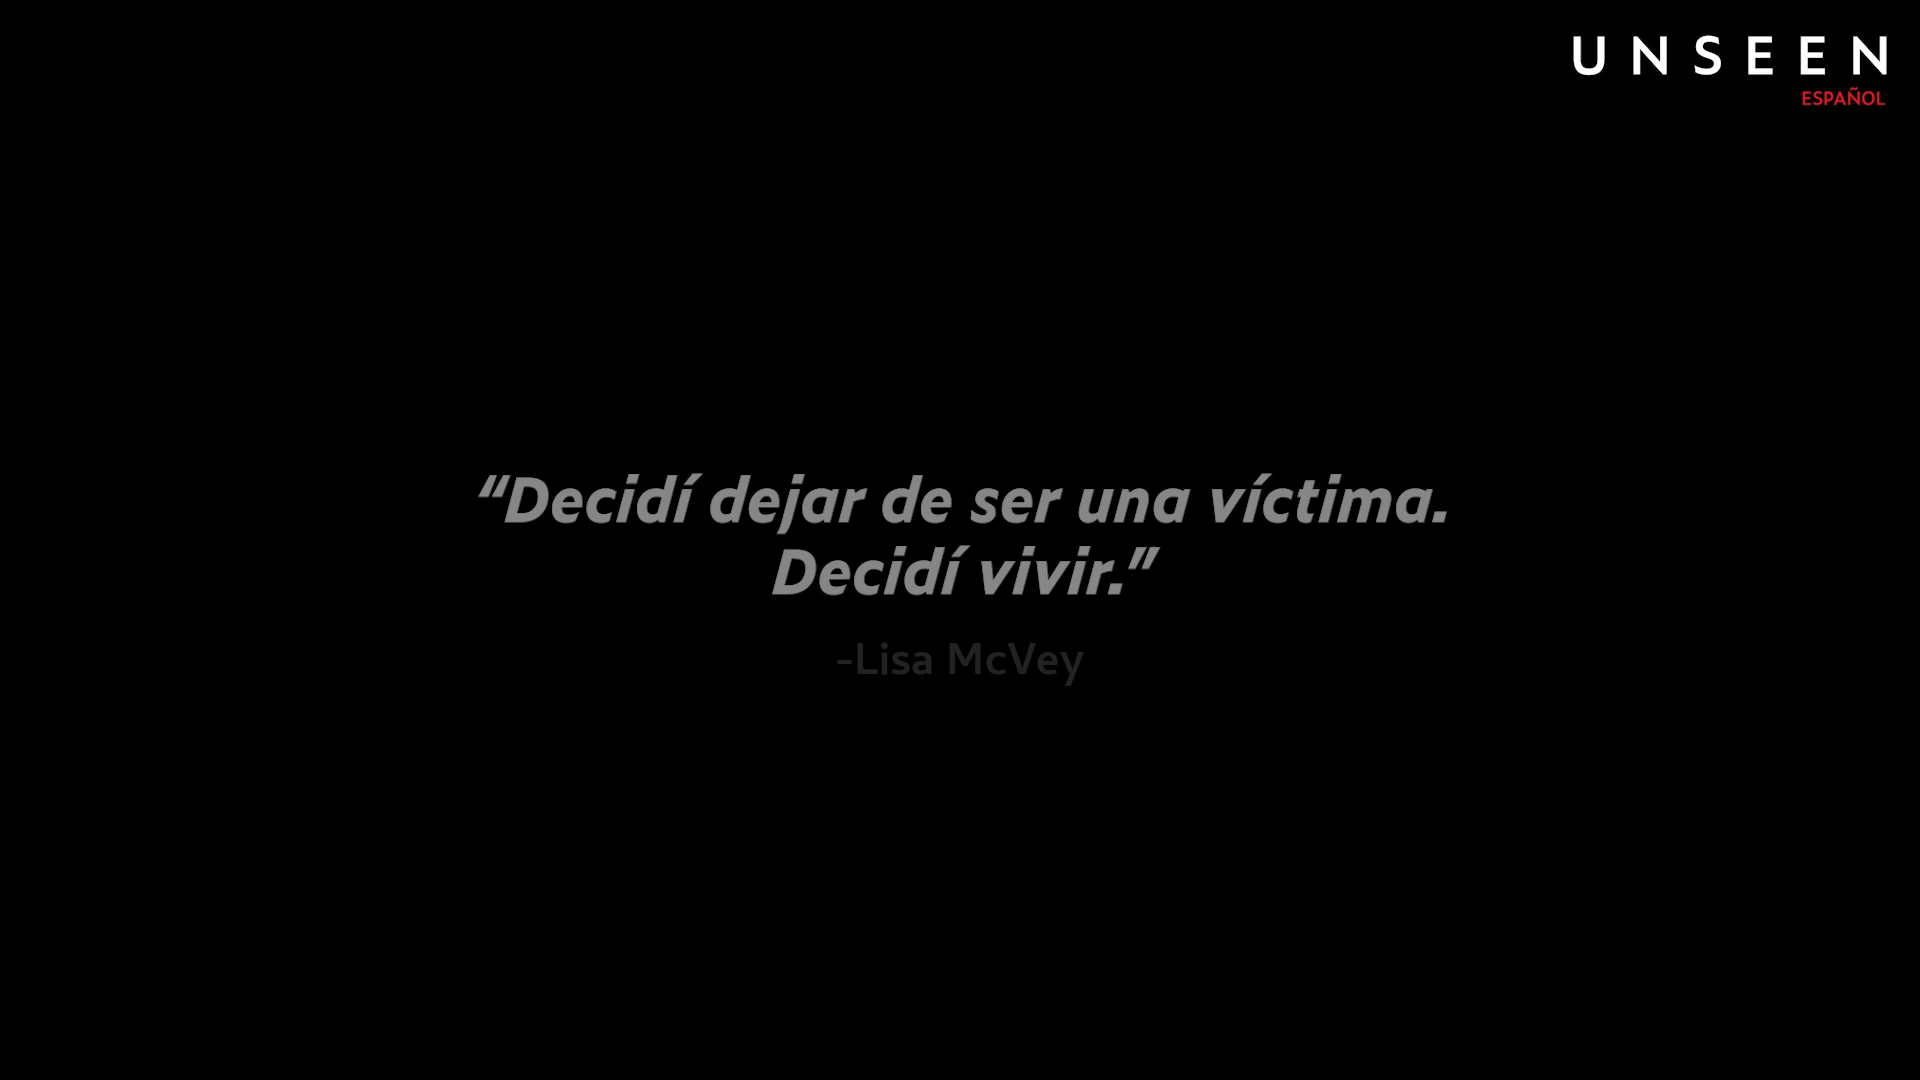 UNSEEN
ESPAÑOL
“Decidí dejar de ser una víctima.
Decidí vivir.”
-Lisa McVey